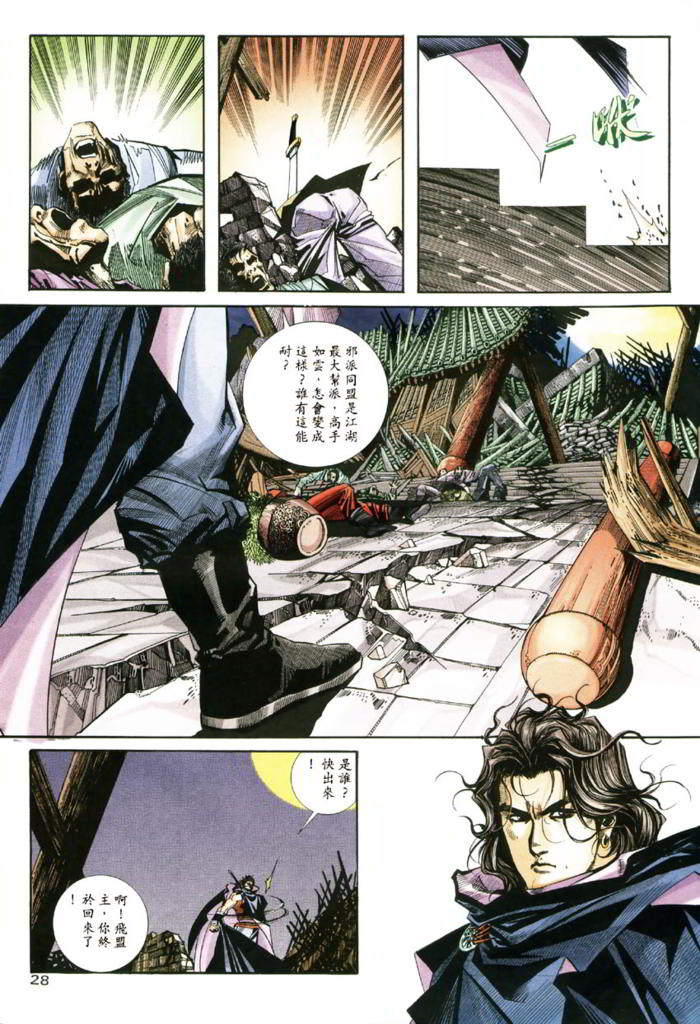 邪派同盟是江湖
最大幫派，高手
如雲，怎會變成
這樣？誰有這能
耐？
是誰？
快出來
！
啊！飛盟
主，你終
於回來了
！
28